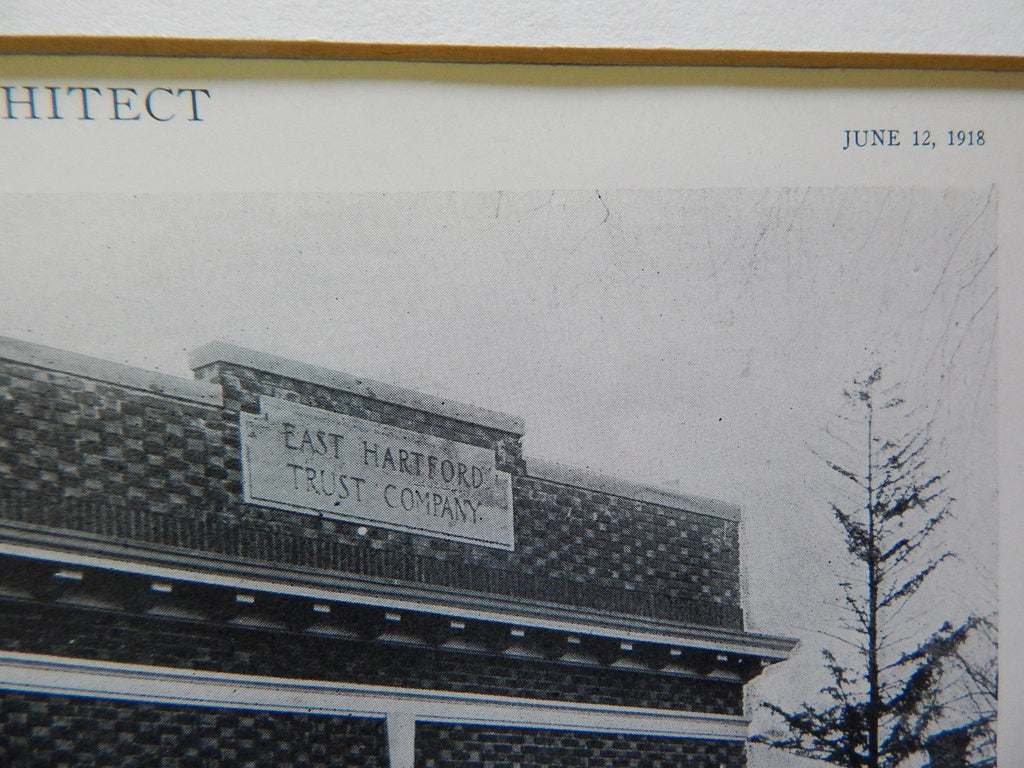 HITECT
JUNE 12, 1918
EAST HARTFORD
TRUST COMPANY